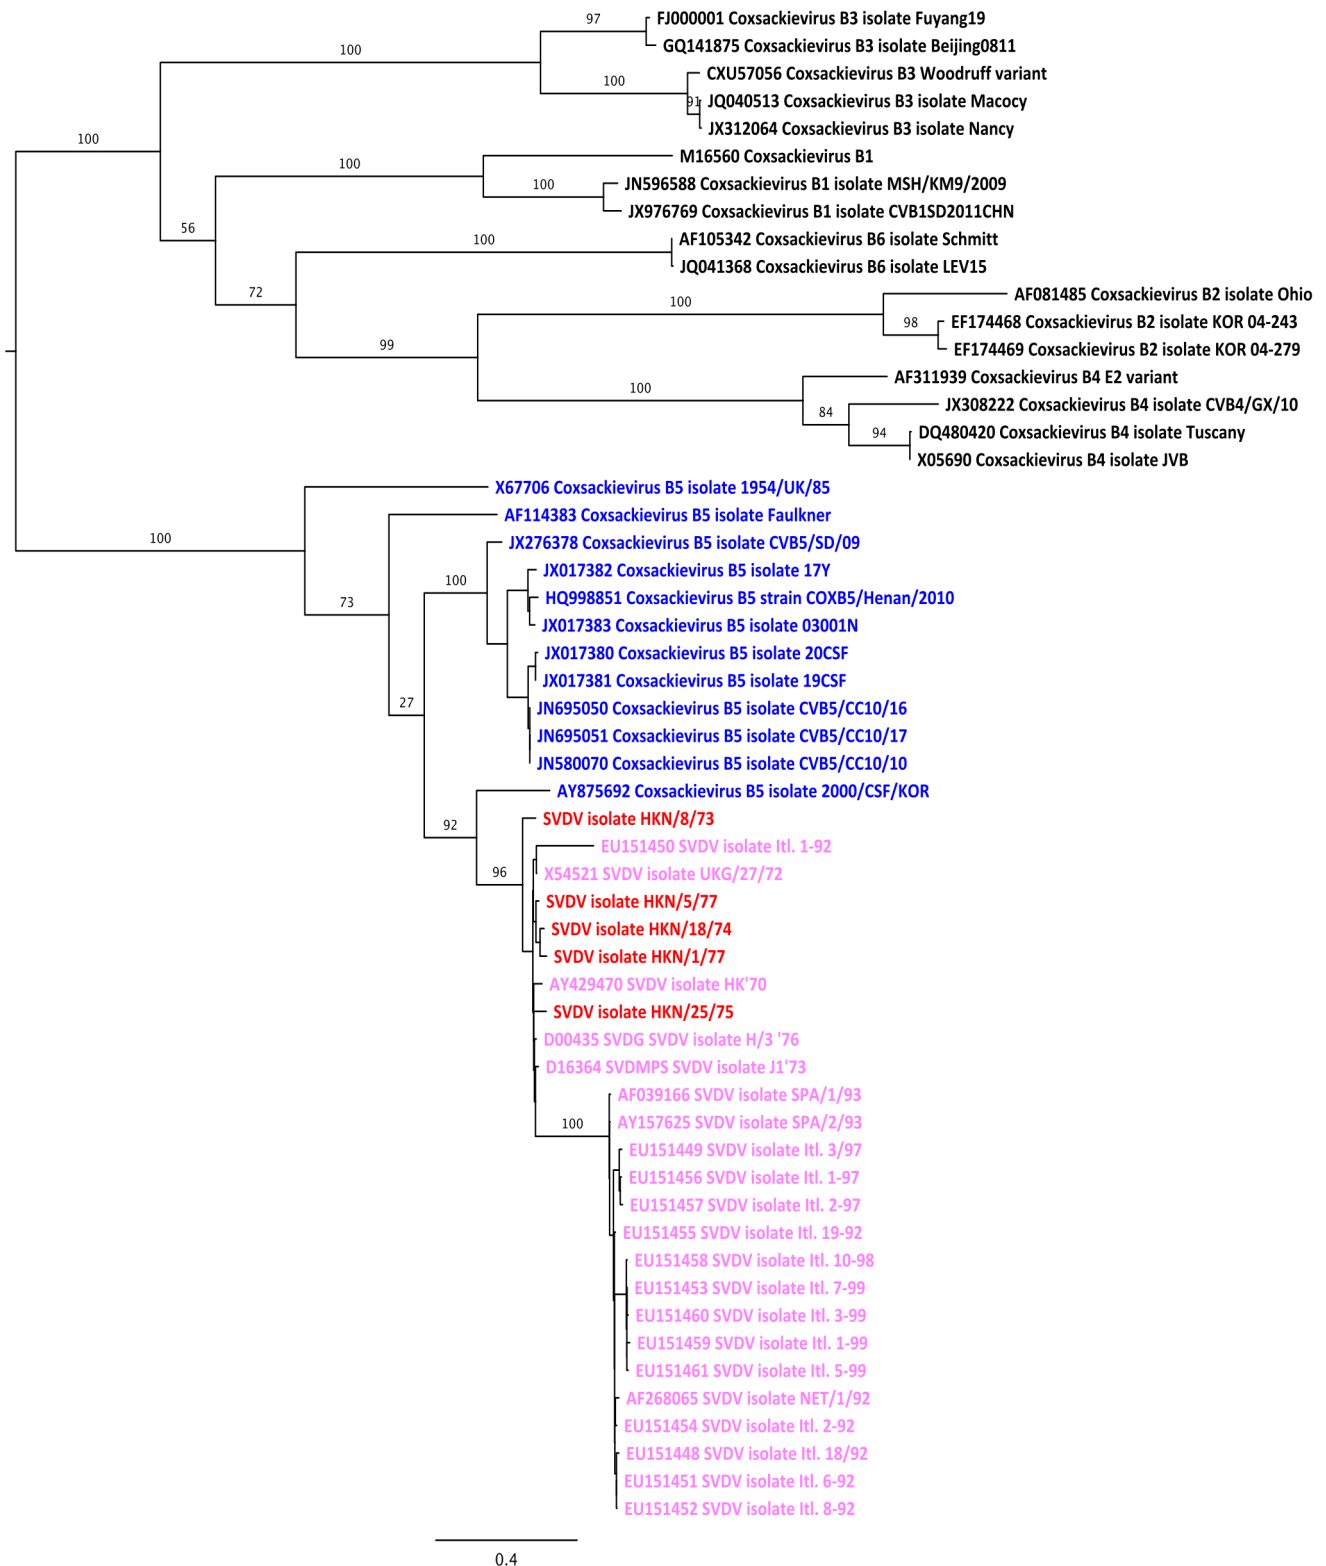 97
FJ000001 Coxsackievirus B3 isolate Fuyang19
GQ141875 Coxsackievirus B3 isolate Beijing0811
100
CXU57056 Coxsackievirus B3 Woodruff variant
100
91
JQ040513 Coxsackievirus B3 isolate Macocy
JX312064 Coxsackievirus B3 isolate Nancy
100
M16560 Coxsackievirus B1
100
JN596588 Coxsackievirus B1 isolate MSH/KM9/2009
100
JX976769 Coxsackievirus B1 isolate CVB1SD2011CHN
56
AF105342 Coxsackievirus B6 isolate Schmitt
100
JQ041368 Coxsackievirus B6 isolate LEV15
72
AF081485 Coxsackievirus B2 isolate Ohio
100
EF174468 Coxsackievirus B2 isolate KOR 04-243
98
EF174469 Coxsackievirus B2 isolate KOR 04-279
99
AF311939 Coxsackievirus B4 E2 variant
100
JX308222 Coxsackievirus B4 isolate CVB4/GX/10
84
DQ480420 Coxsackievirus B4 isolate Tuscany
94
X05690 Coxsackievirus B4 isolate JVB
X67706 Coxsackievirus B5 isolate 1954/UK/85
AF114383 Coxsackievirus B5 isolate Faulkner
100
JX276378 Coxsackievirus B5 isolate CVB5/SD/09
JX017382 Coxsackievirus B5 isolate 17Y
100
HQ998851 Coxsackievirus B5 strain COXB5/Henan/2010
73
JX017383 Coxsackievirus B5 isolate 03001N
JX017380 Coxsackievirus B5 isolate 20CSF
JX017381 Coxsackievirus B5 isolate 19CSF
27
JN695050 Coxsackievirus B5 isolate CVB5/CC10/16
JN695051 Coxsackievirus B5 isolate CVB5/CC10/17
JN580070 Coxsackievirus B5 isolate CVB5/CC10/10
AY875692 Coxsackievirus B5 isolate 2000/CSF/KOR
92
SVDV isolate HKN/8/73
EU151450 SVDV isolate Itl. 1-92
96
X54521 SVDV isolate UKG/27/72
SVDV isolate HKN/5/77
SVDV isolate HKN/18/74
SVDV isolate HKN/1/77
AY429470 SVDV isolate HK'70
SVDV isolate HKN/25/75
D00435 SVDG SVDV isolate H/3 '76
D16364 SVDMPS SVDV isolate J1'73
AF039166 SVDV isolate SPA/1/93
100
AY157625 SVDV isolate SPA/2/93
EU151449 SVDV isolate Itl. 3/97
EU151456 SVDV isolate Itl. 1-97
EU151457 SVDV isolate Itl. 2-97
EU151455 SVDV isolate Itl. 19-92
EU151458 SVDV isolate Itl. 10-98
EU151453 SVDV isolate Itl. 7-99
EU151460 SVDV isolate Itl. 3-99
EU151459 SVDV isolate Itl. 1-99
EU151461 SVDV isolate Itl. 5-99
AF268065 SVDV isolate NET/1/92
EU151454 SVDV isolate Itl. 2-92
EU151448 SVDV isolate Itl. 18/92
EU151451 SVDV isolate Itl. 6-92
EU151452 SVDV isolate Itl. 8-92
0.4